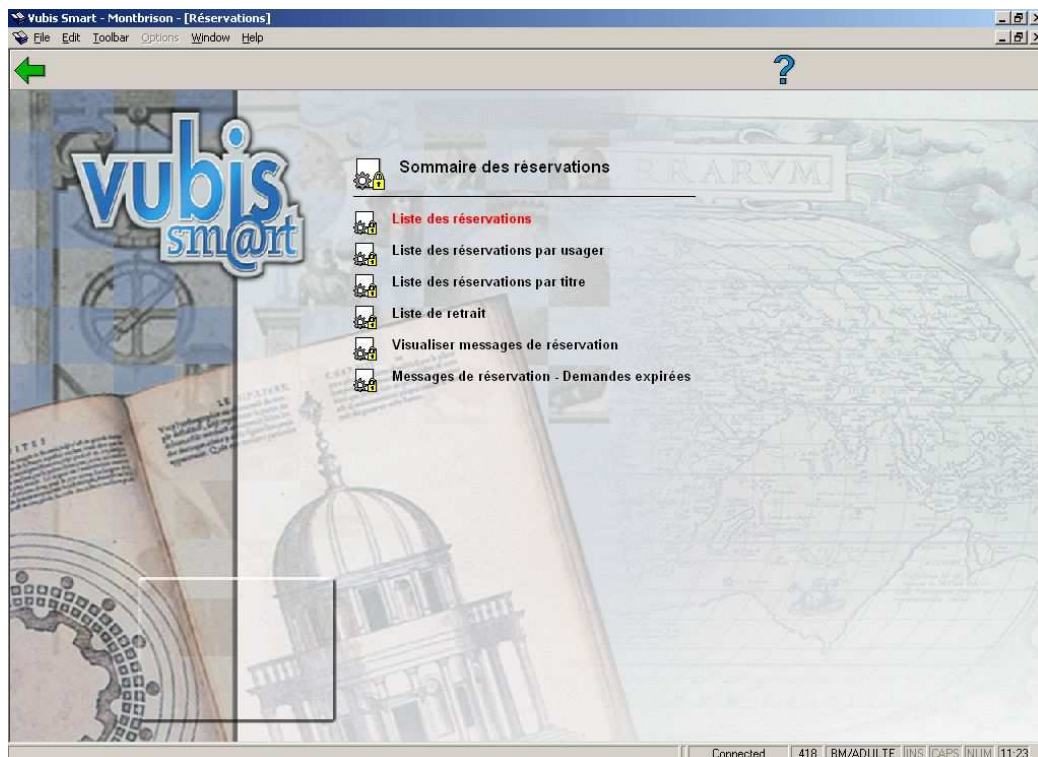 Vubis Smart - Montbrison - [Réservations]
File Edit Toolbar Options Window Help
?
vubis
sm@rt
RARVM
Sommaire des réservations
Liste des réservations
Liste des réservations par usager
Liste des réservations par titre
Liste de retrait
Visualiser messages de réservation
Messages de réservation - Demandes expirées
Connected 418 BM/ADULTE INS CAPS NUM 11:23